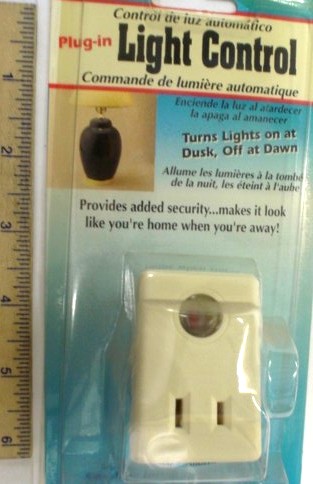 Control de luz automático
Plug-in Light Control
Commande de lumière automatique
Enciende la luz al atardecer
la apaga al amanecer
Turns Lights on at
Dusk, Off at Dawn
Allume les lumières à la tombé
de la nuit, les éteint à l'aube
Provides added security...makes it look
like you're home when you're away!
1
2
3
4
5
6